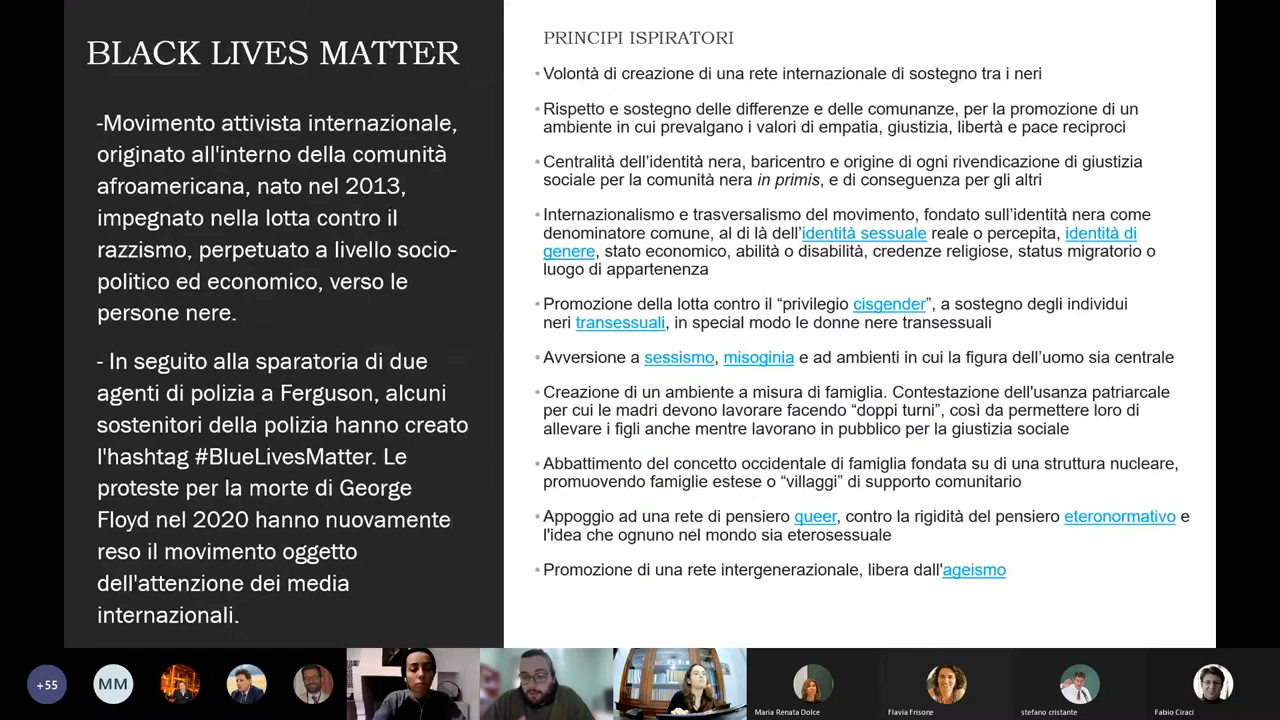 BLACK LIVES MATTER
-Movimento attivista internazionale,
originato all'interno della comunità
afroamericana, nato nel 2013,
impegnato nella lotta contro il
razzismo, perpetuato a livello socio-
politico ed economico, verso le
persone nere.
- In seguito alla sparatoria di due
agenti di polizia a Ferguson, alcuni
sostenitori della polizia hanno creato
l'hashtag #BlueLivesMatter. Le
proteste per la morte di George
Floyd nel 2020 hanno nuovamente
reso il movimento oggetto
dell'attenzione dei media
internazionali.
PRINCIPI ISPIRATORI
• Volontà di creazione di una rete internazionale di sostegno tra i neri
• Rispetto e sostegno delle differenze e delle comunanze, per la promozione di un
ambiente in cui prevalgano i valori di empatia, giustizia, libertà e pace reciproci
• Centralità dell’identità nera, baricentro e origine di ogni rivendicazione di giustizia
sociale per la comunità nera in primis, e di conseguenza per gli altri
• Internazionalismo e trasversalismo del movimento, fondato sull’identità nera come
denominatore comune, al di là dell’identità sessuale reale o percepita, identità di
genere, stato economico, abilità o disabilità, credenze religiose, status migratorio o
luogo di appartenenza
• Promozione della lotta contro il “privilegio cisgender”, a sostegno degli individui
neri transessuali, in special modo le donne nere transessuali
• Avversione a sessismo, misoginia e ad ambienti in cui la figura dell’uomo sia centrale
• Creazione di un ambiente a misura di famiglia. Contestazione dell'usanza patriarcale
per cui le madri devono lavorare facendo “doppi turni”, così da permettere loro di
allevare i figli anche mentre lavorano in pubblico per la giustizia sociale
• Abbattimento del concetto occidentale di famiglia fondata su di una struttura nucleare,
promuovendo famiglie estese o “villaggi” di supporto comunitario
• Appoggio ad una rete di pensiero queer, contro la rigidità del pensiero eteronormativo e
l'idea che ognuno nel mondo sia eterosessuale
• Promozione di una rete intergenerazionale, libera dall'ageismo
+55
MM
Maria Renata Dolce
Flavia Frisone
stefano cristante
Fabio Ciracì